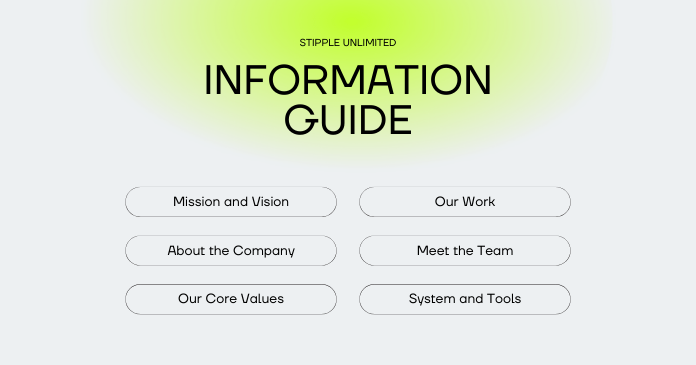 STIPPLE UNLIMITED
INFORMATION
GUIDE
Mission and Vision
Our Work
About the Company
Meet the Team
Our Core Values
System and Tools